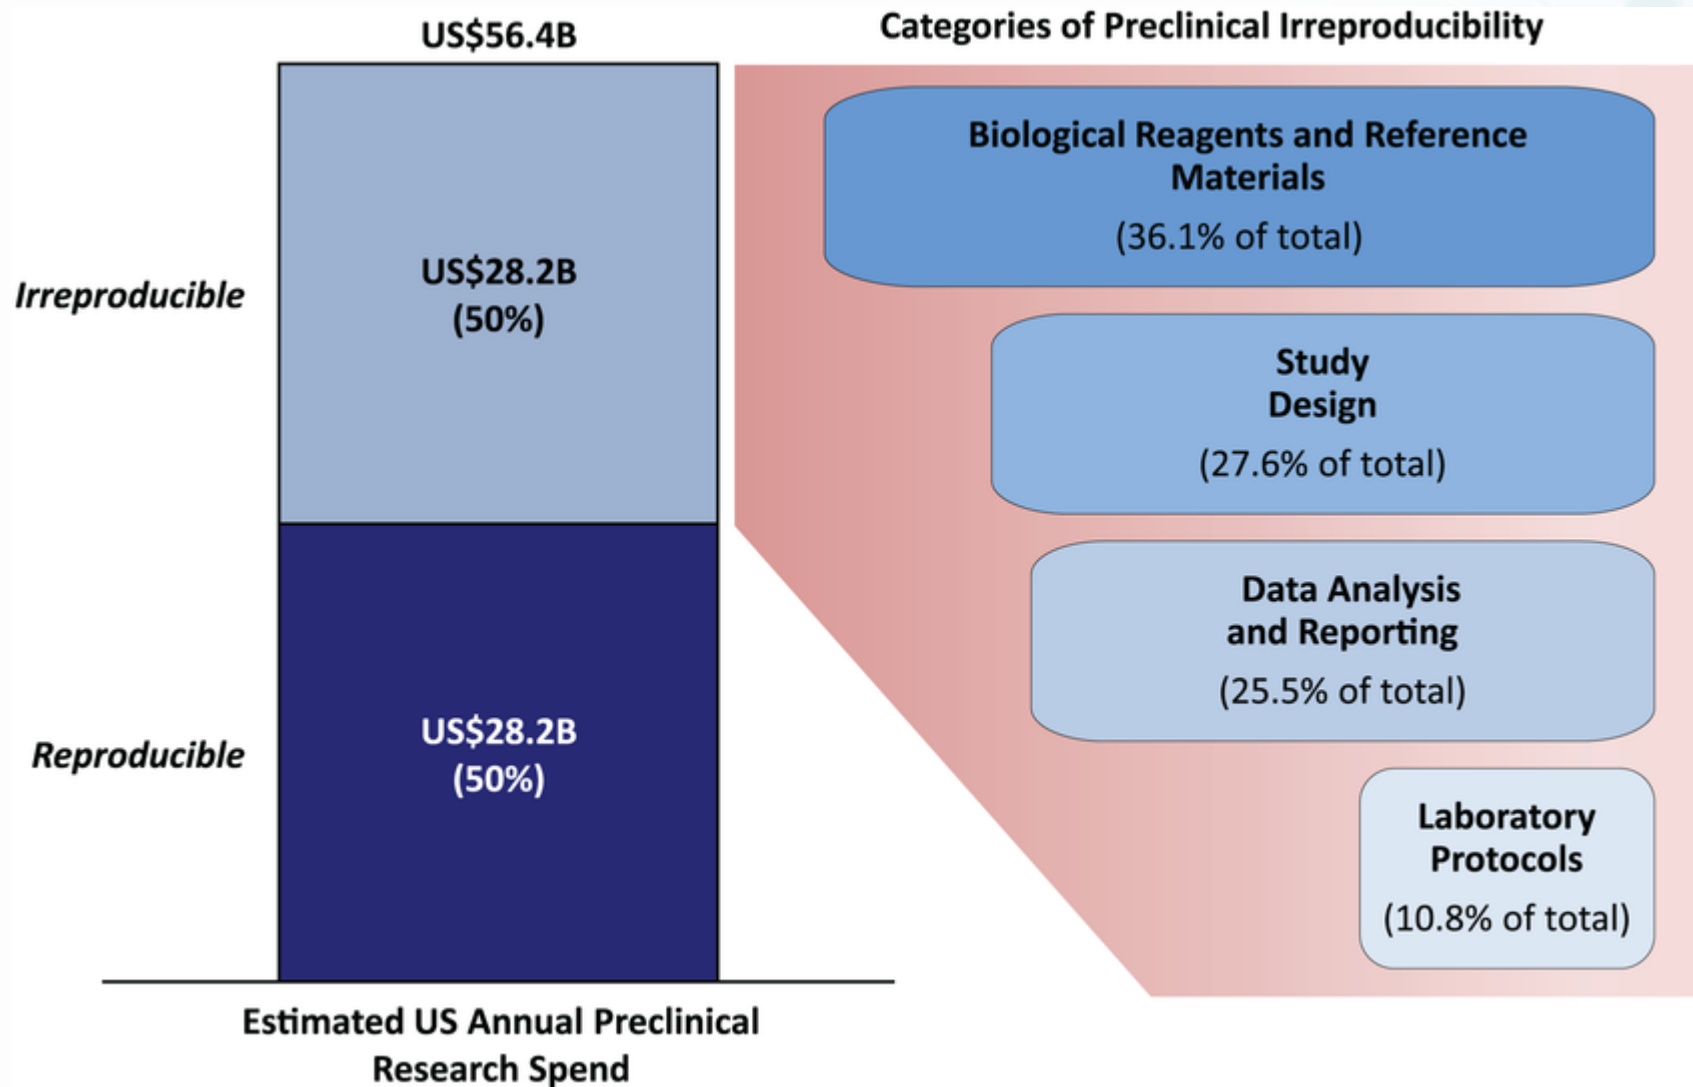 US$56.4B
Categories of Preclinical Irreproducibility
Irreproducible
US$28.2B
(50%)
Reproducible
US$28.2B
(50%)
Estimated US Annual Preclinical
Research Spend
Biological Reagents and Reference
Materials
(36.1% of total)
Study
Design
(27.6% of total)
Data Analysis
and Reporting
(25.5% of total)
Laboratory
Protocols
(10.8% of total)